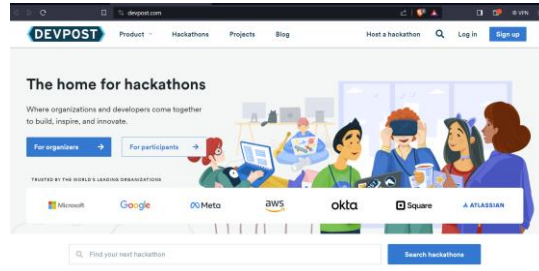 devpost.com
VPN
DEVPOST Product Hackathons Projects Blog Host a hackathon Log in Sign up
The home for hackathons
Where organizations and developers come together
to build, inspire, and innovate.
For organizers → For participants →
TRUSTED BY THE WORLD'S LEADING ORGANIZATIONS
Microsoft Google Meta aws okta Square ATLASSIAN
Find your next hackathon Search hackathons